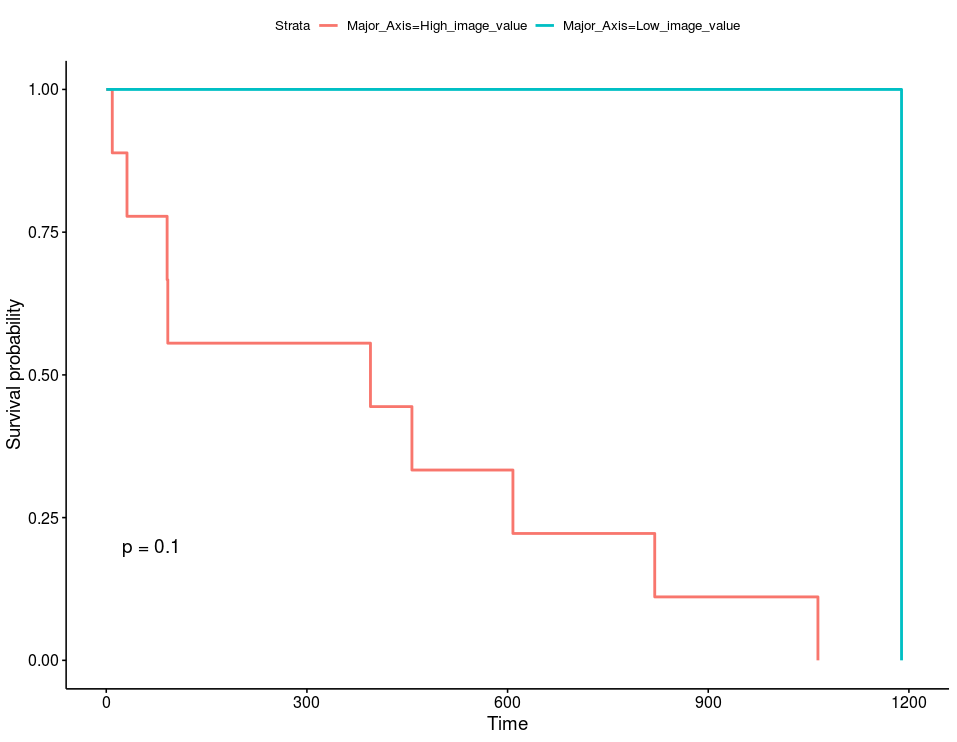 Strata Major_Axis=High_image_value Major_Axis=Low_image_value
1.00
0.75
0.50
0.25
0.00
Survival probability
p = 0.1
0 300 600 900 1200
Time